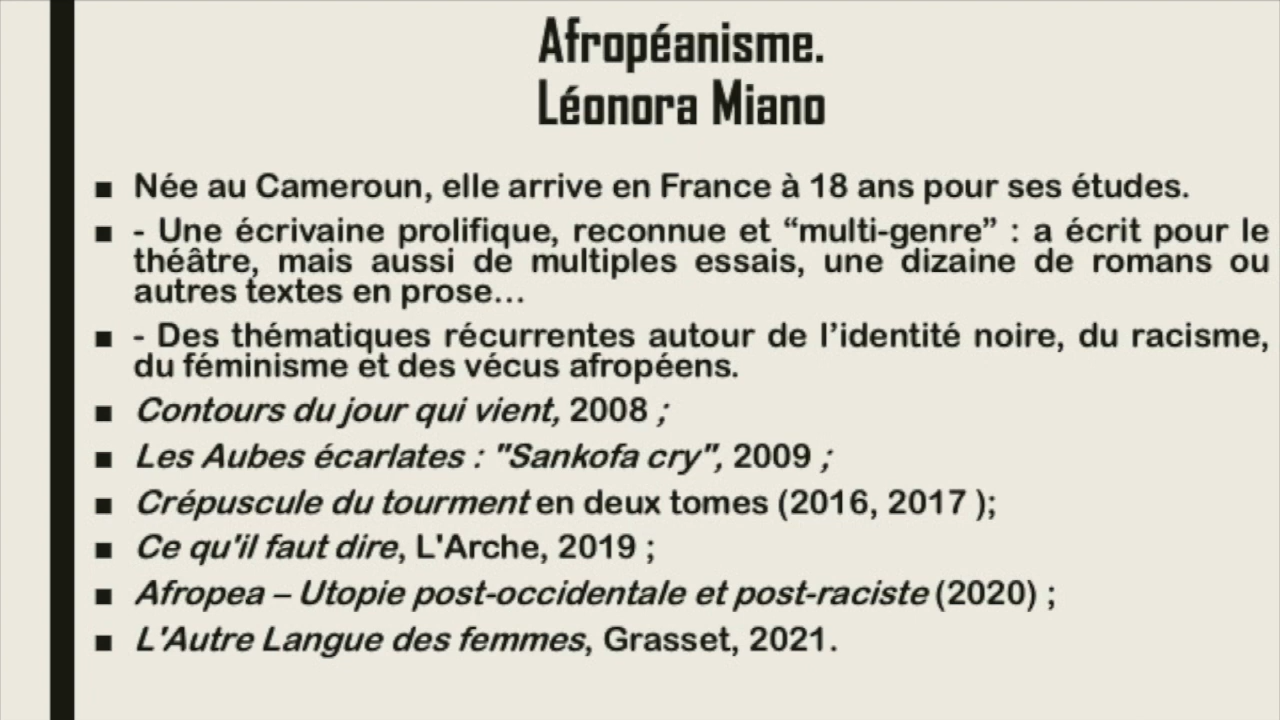 Afropéanisme.
Léonora Miano
■ Née au Cameroun, elle arrive en France à 18 ans pour ses études.
■ - Une écrivaine prolifique, reconnue et “multi-genre” : a écrit pour le
théâtre, mais aussi de multiples essais, une dizaine de romans ou
autres textes en prose…
■ - Des thématiques récurrentes autour de l’identité noire, du racisme,
du féminisme et des vécus afropéens.
■ Contours du jour qui vient, 2008 ;
■ Les Aubes écarlates : "Sankofa cry", 2009 ;
■ Crépuscule du tourment en deux tomes (2016, 2017 );
■ Ce qu'il faut dire, L'Arche, 2019 ;
■ Afropea – Utopie post-occidentale et post-raciste (2020) ;
■ L'Autre Langue des femmes, Grasset, 2021.